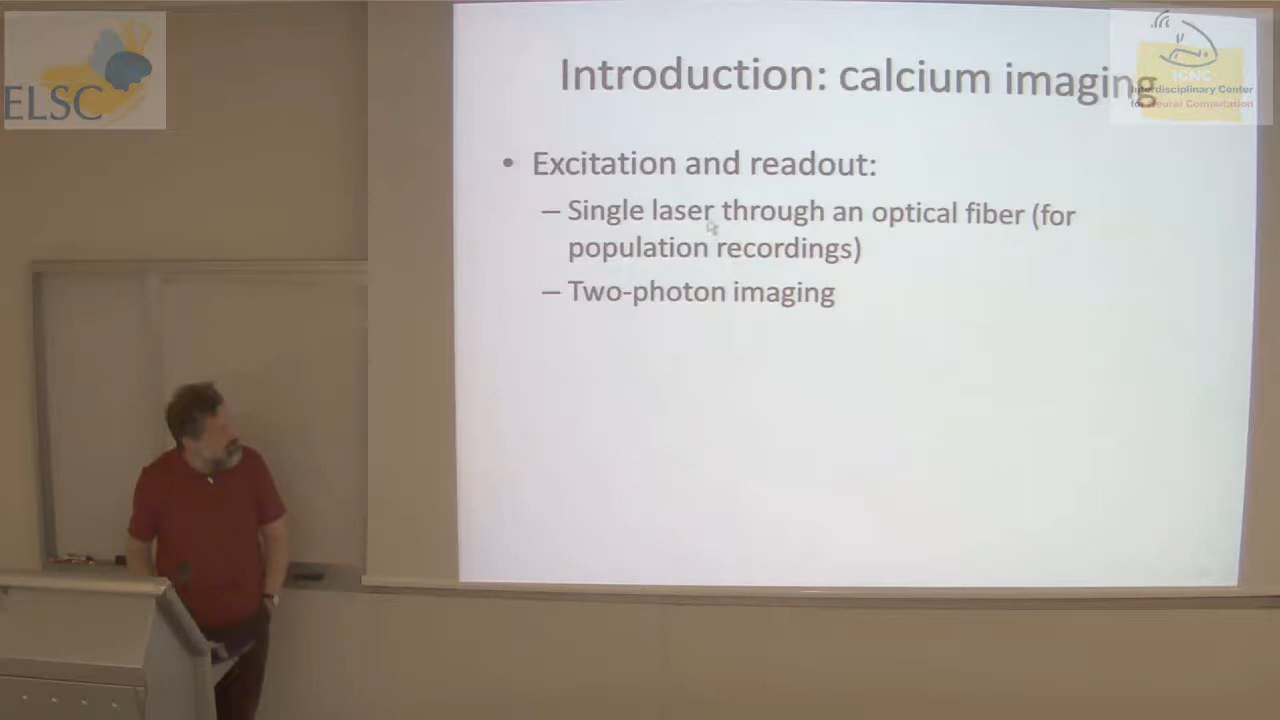 ELSC
Introduction: calcium imaging
ICNC
Interdisciplinary Center
for Neural Computation
• Excitation and readout:
– Single laser through an optical fiber (for
population recordings)
– Two-photon imaging